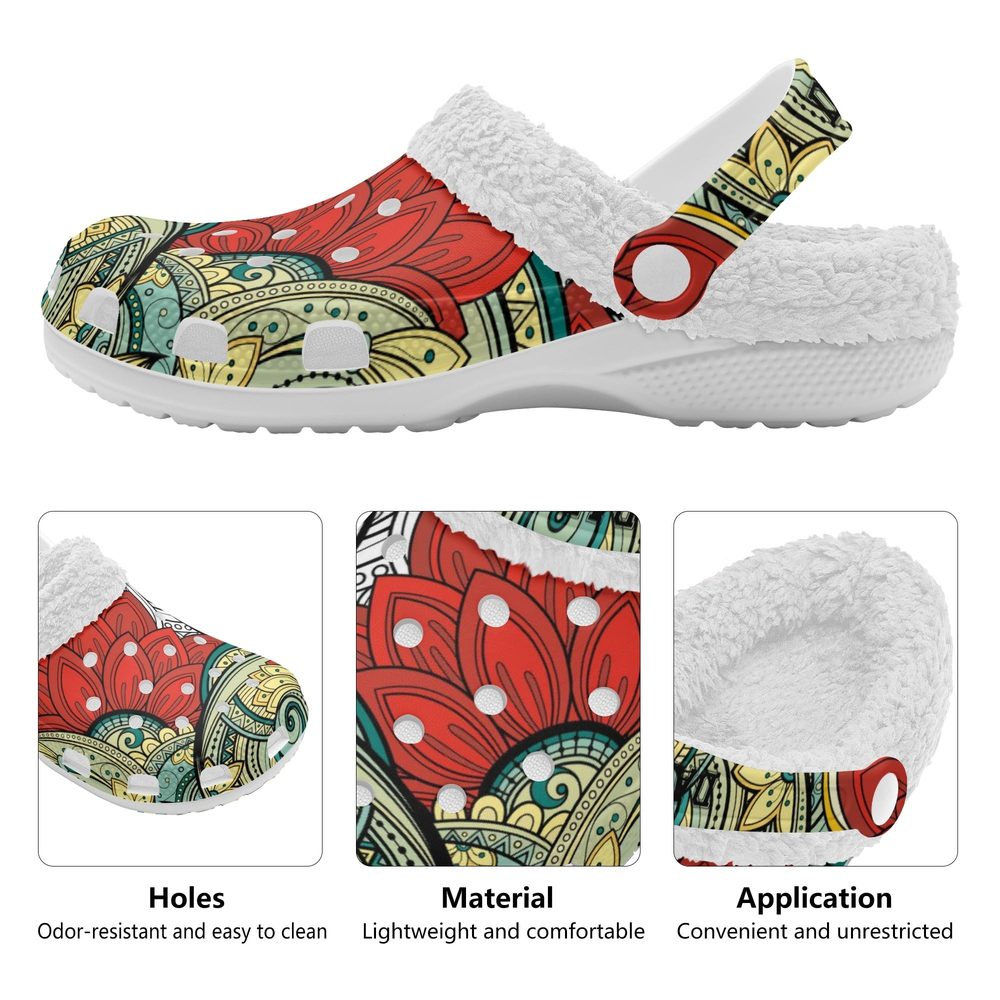 Holes
Odor-resistant and easy to clean
Material
Lightweight and comfortable
Application
Convenient and unrestricted